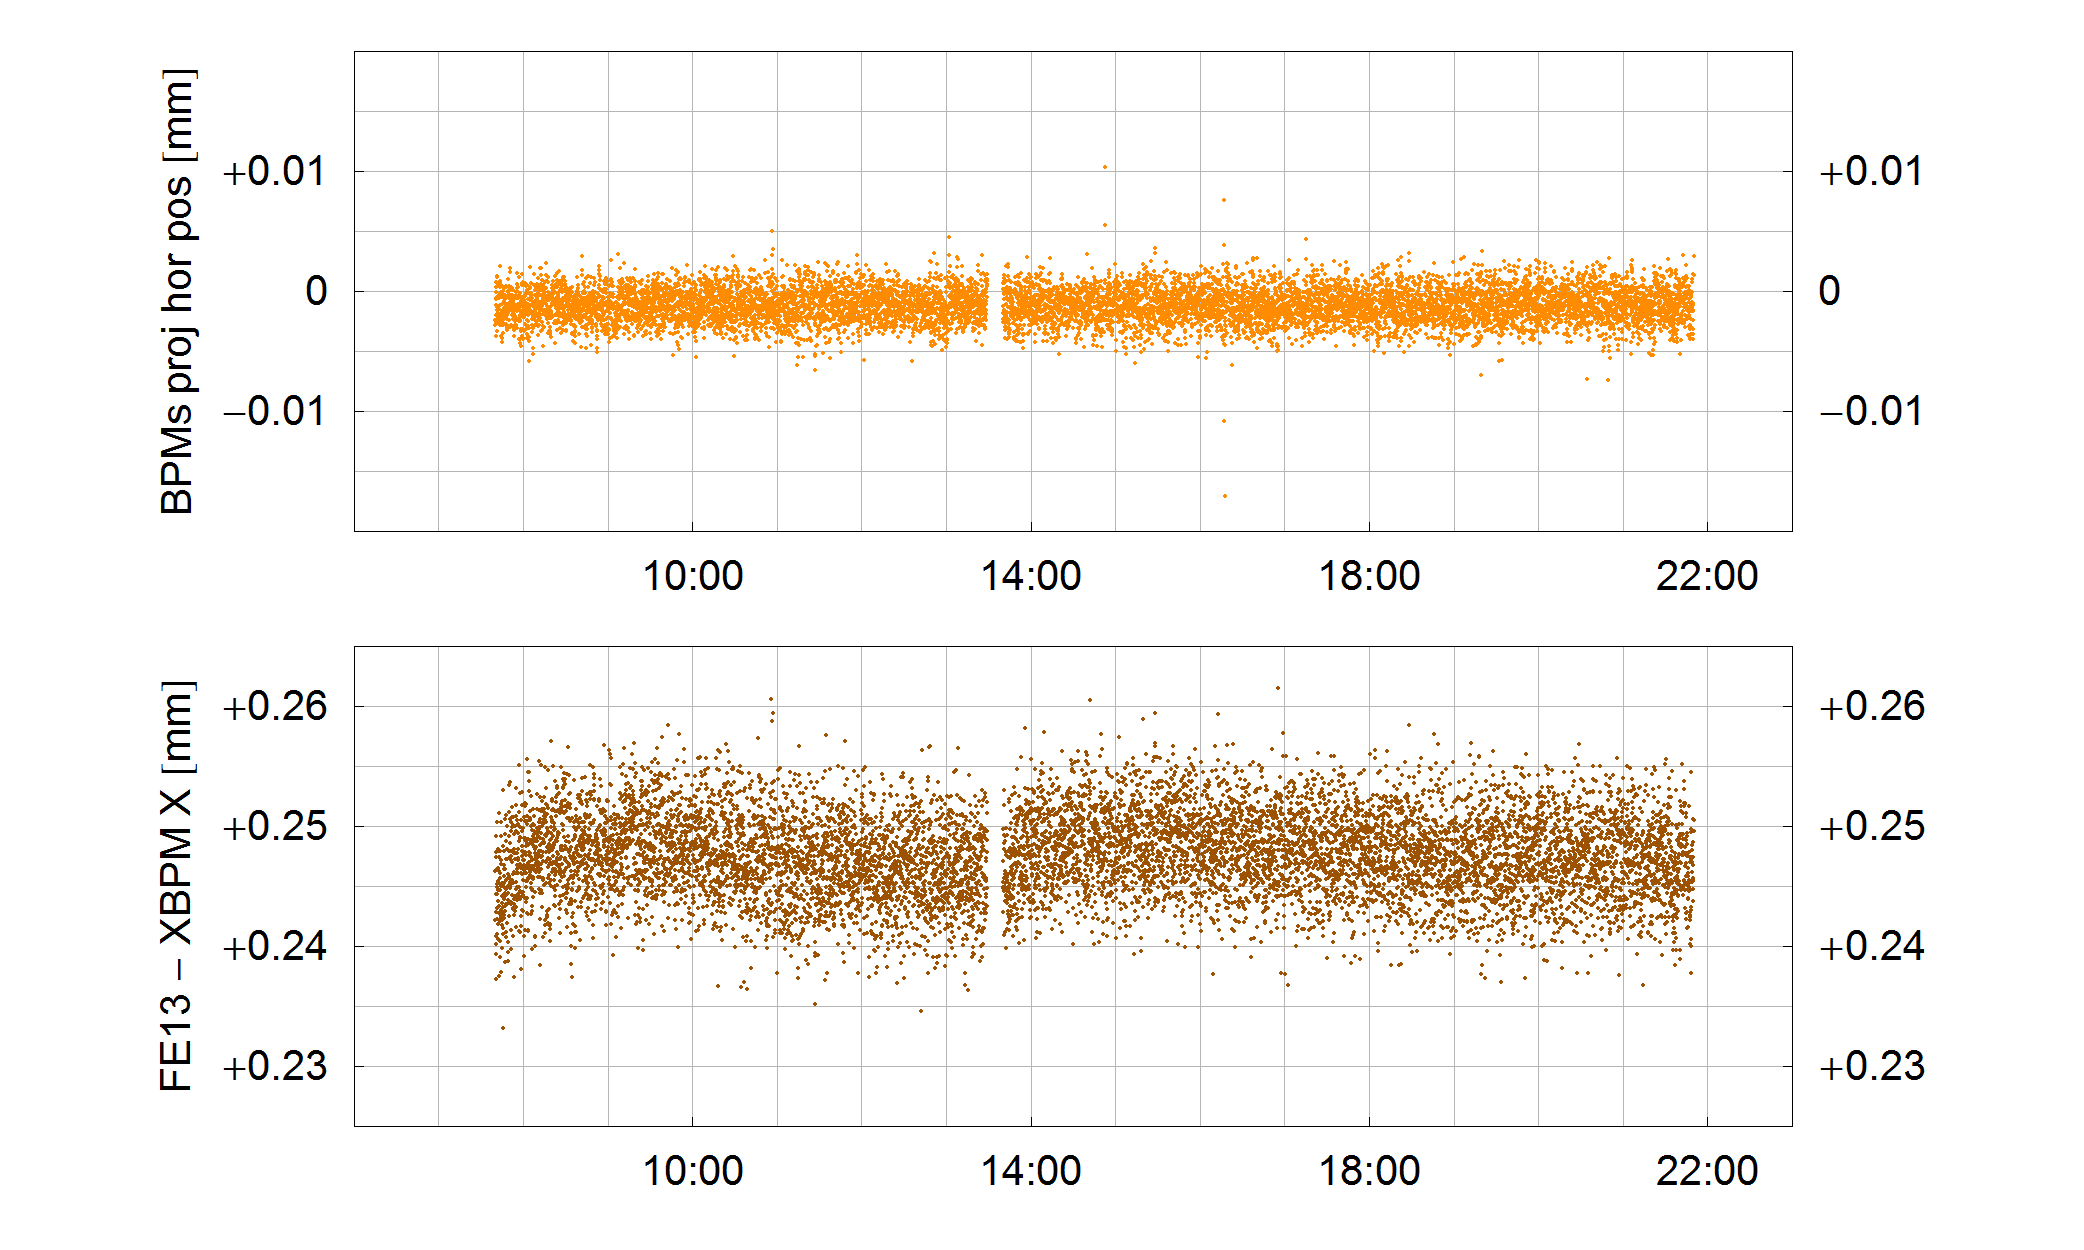 BPMs proj hor pos [mm]
+0.01 +0.01
0 0
−0.01 −0.01
10:00 14:00 18:00 22:00
FE13 − XBPM X [mm]
+0.26 +0.26
+0.25 +0.25
+0.24 +0.24
+0.23 +0.23
10:00 14:00 18:00 22:00